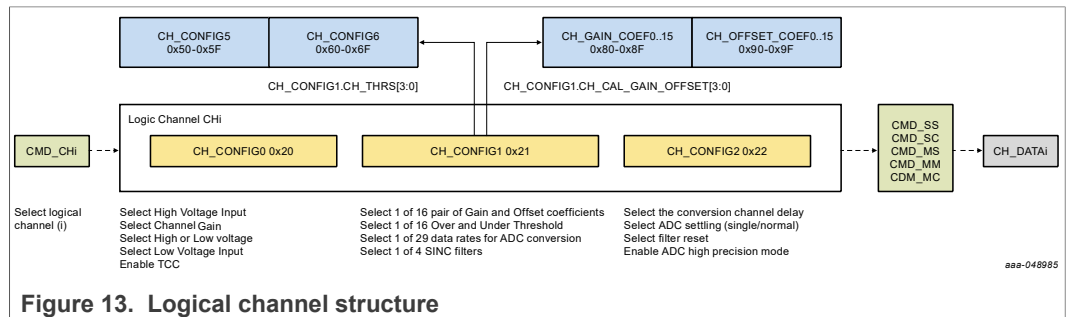 CH_CONFIG5
0x50-0x5F
CH_CONFIG6
0x60-0x6F
CH_GAIN_COEF0..15
0x80-0x8F
CH_OFFSET_COEF0..15
0x90-0x9F
CH_CONFIG1.CH_THRS[3:0]
CH_CONFIG1.CH_CAL_GAIN_OFFSET[3:0]
Logic Channel CHi
CMD_CHi
CH_CONFIG0 0x20
CH_CONFIG1 0x21
CH_CONFIG2 0x22
CMD_SS
CMD_SC
CMD_MS
CMD_MM
CDM_MC
CH_DATAi
Select logical
channel (i)
Select High Voltage Input
Select Channel Gain
Select High or Low voltage
Select Low Voltage Input
Enable TCC
Select 1 of 16 pair of Gain and Offset coefficients
Select 1 of 16 Over and Under Threshold
Select 1 of 29 data rates for ADC conversion
Select 1 of 4 SINC filters
Select the conversion channel delay
Select ADC settling (single/normal)
Select filter reset
Enable ADC high precision mode
aaa-048985
Figure 13. Logical channel structure